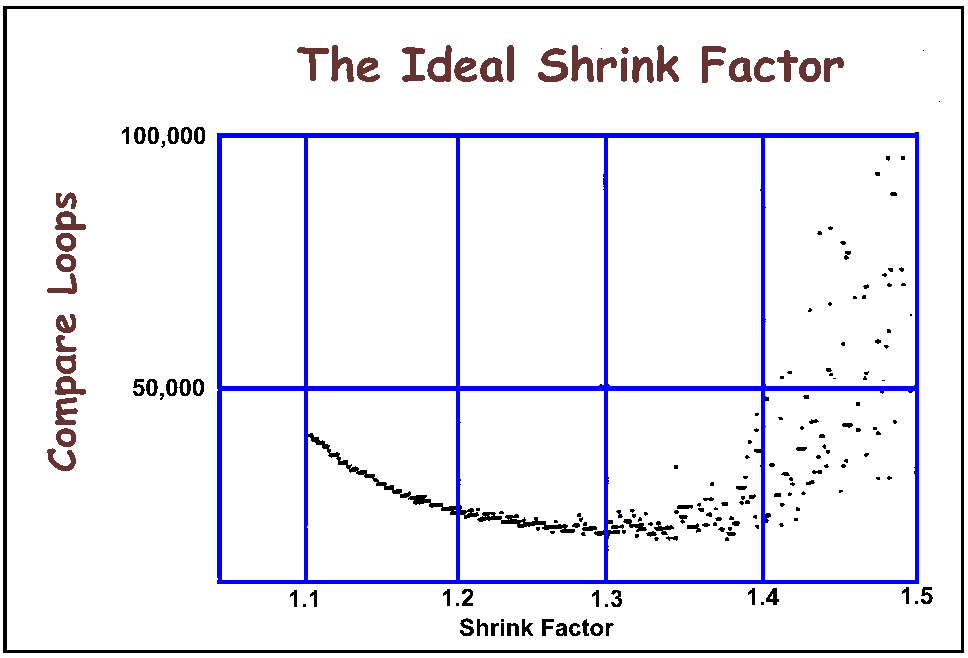 The Ideal Shrink Factor
100,000
Compare Loops
50,000
1.1 1.2 1.3 1.4 1.5
Shrink Factor